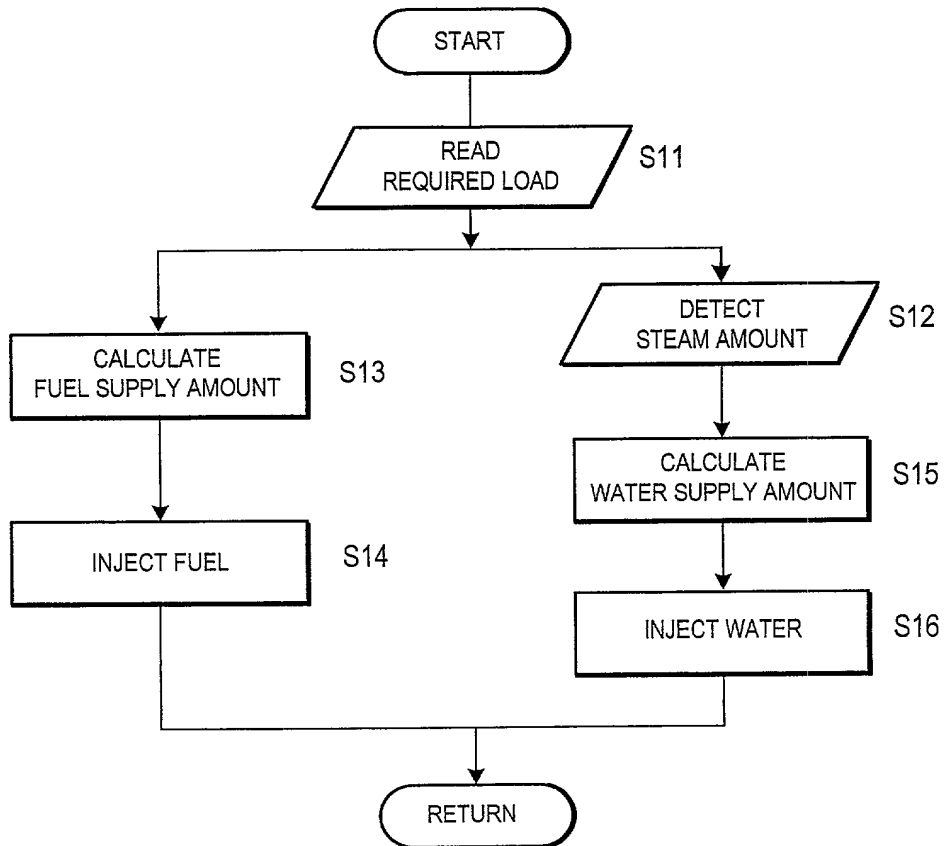 START
READ
REQUIRED LOAD
S11
DETECT
STEAM AMOUNT
S12
CALCULATE
FUEL SUPPLY AMOUNT
S13
CALCULATE
WATER SUPPLY AMOUNT
S15
INJECT FUEL
S14
INJECT WATER
S16
RETURN